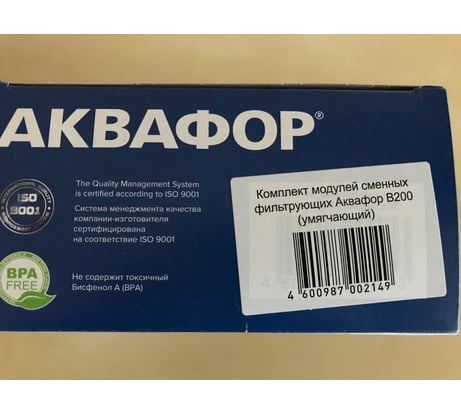 АКВАФОР®
INTERNATIONAL QUALITY
ISO
9001
The Quality Management System
is certified according to ISO 9001
Система менеджмента качества
компании-изготовителя
сертифицирована
на соответствие ISO 9001
BPA
FREE
Не содержит токсичный
Бисфенол А (BPA)
Комплект модулей сменных
фильтрующих Аквафор В200
(умягчающий)
4 600987 002149